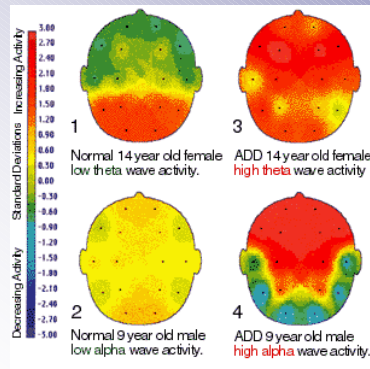 Increasing Activity
Standard Deviations
Decreasing Activity
3.00
2.70
2.40
2.10
1.80
1.50
1.20
0.90
0.60
0.30
0.00
-0.30
-0.60
-0.90
-1.20
-1.50
-1.80
-2.10
-2.40
-2.70
-3.00
1
Normal 14 year old female
low theta wave activity.
3
ADD 14 year old female
high theta wave activity
2
Normal 9 year old male
low alpha wave activity.
4
ADD 9 year old male
high alpha wave activity.